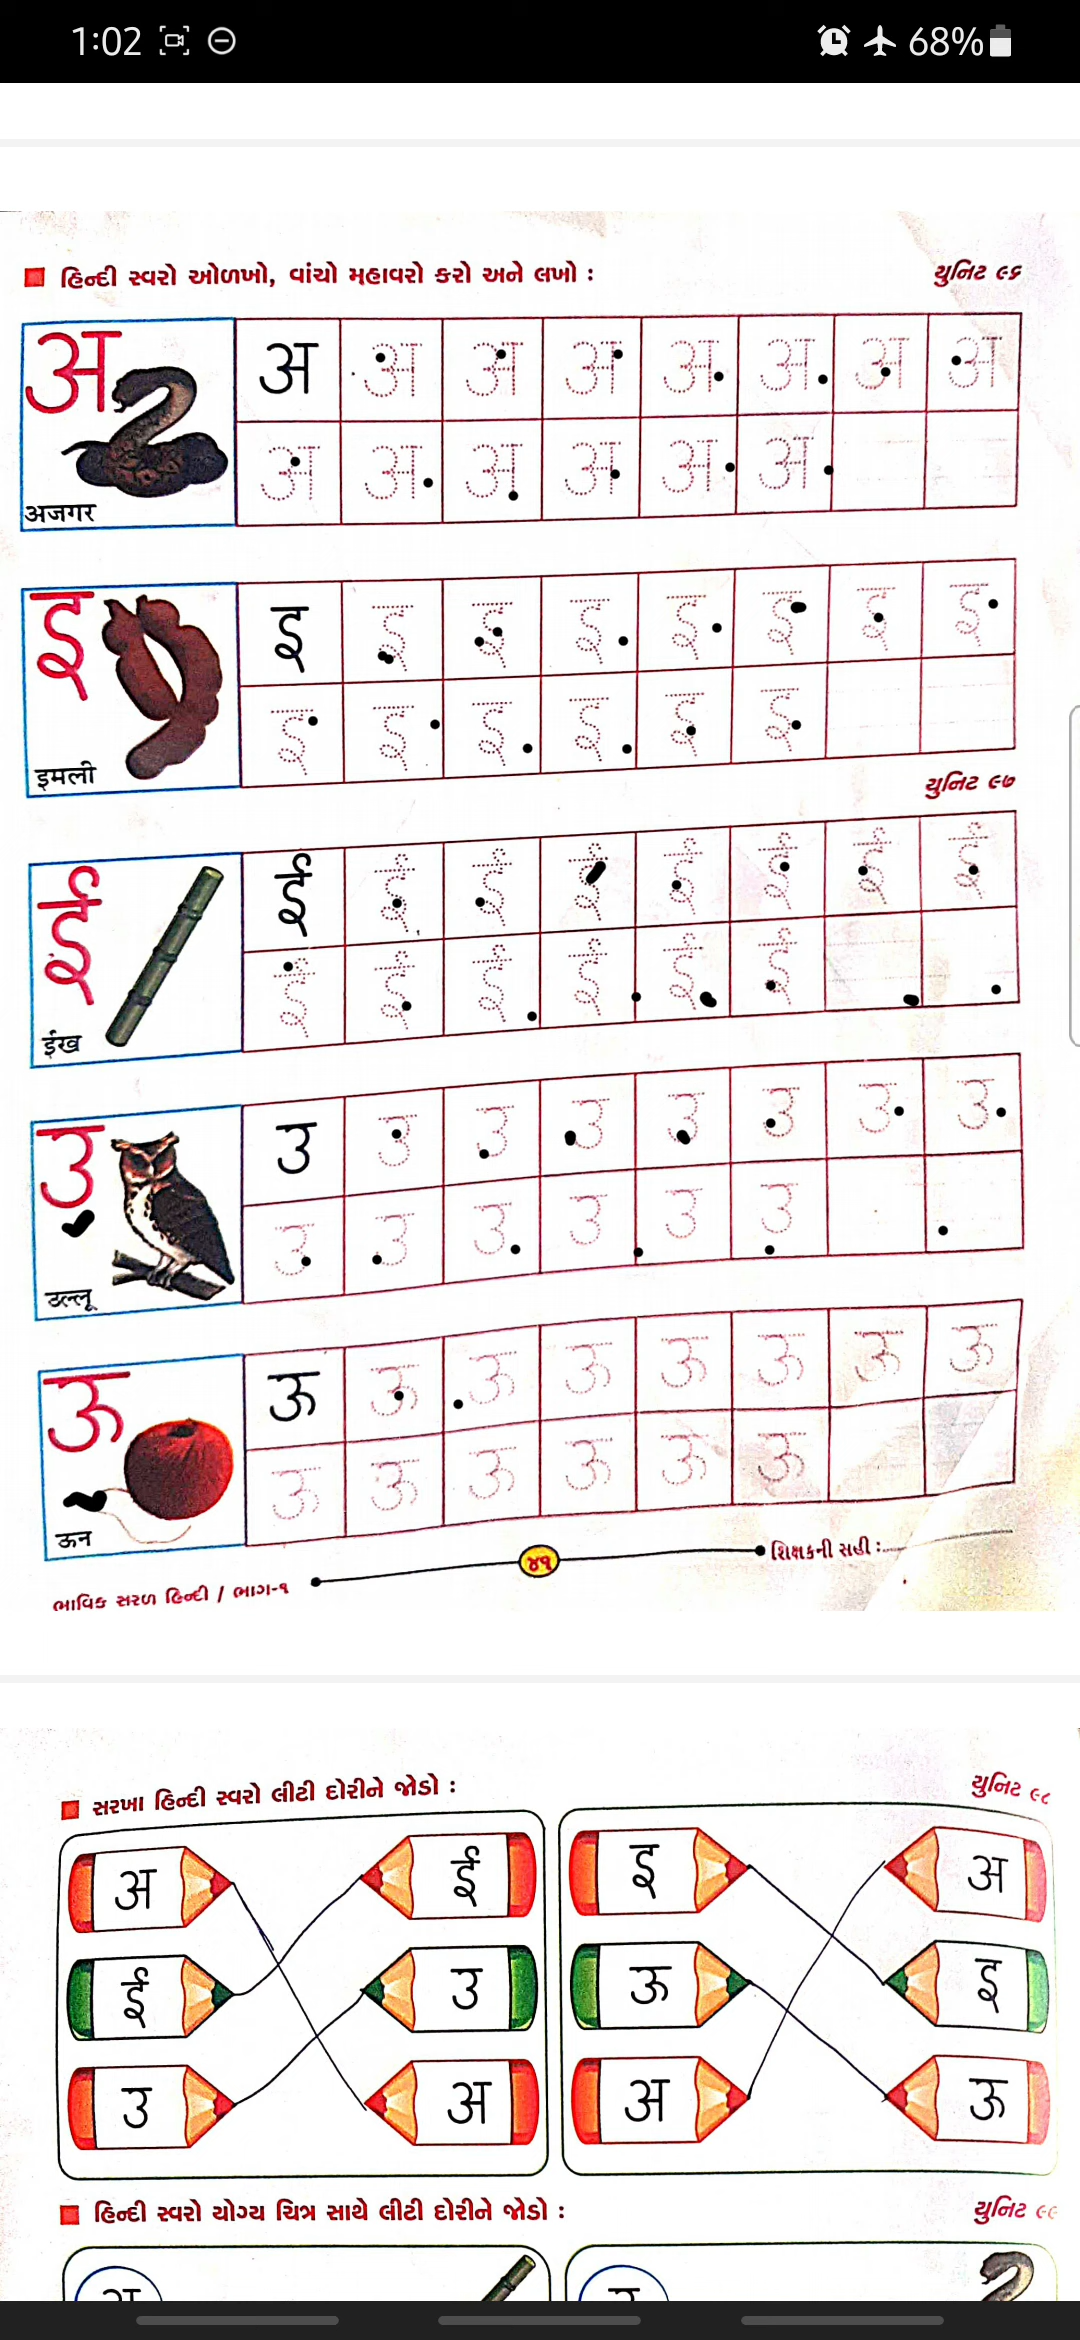 1:02 68%
■ હિન્દી સ્વરો ઓળખો, વાંચો મહાવરો કરો અને લખો : યુનિટ ૯૬
अ अ अ अ अ अ अ अ अ
अ अ अ अ अ अ
अजगर
इ इ इ इ इ इ इ इ इ
इ इ इ इ इ इ
इमली
યુનિટ ૯૭
ई ई ई ई ई ई ई ई ई
ई ई ई ई ई ई
ईख
उ उ उ उ उ उ उ उ उ
उ उ उ उ उ उ
उल्लू
ऊ ऊ ऊ ऊ ऊ ऊ ऊ ऊ ऊ
ऊ ऊ ऊ ऊ ऊ ऊ
ऊन
ભાવિક સરળ હિન્દી / ભાગ-૧ ૪૧ શિક્ષકની સહી :
■ સરખા હિન્દી સ્વરો લીટી દોરીને જોડો : યુનિટ ૯૮
अ ई इ अ
ई उ ऊ इ
उ अ अ ऊ
■ હિન્દી સ્વરો યોગ્ય ચિત્ર સાથે લીટી દોરીને જોડો : યુનિટ ૯૯